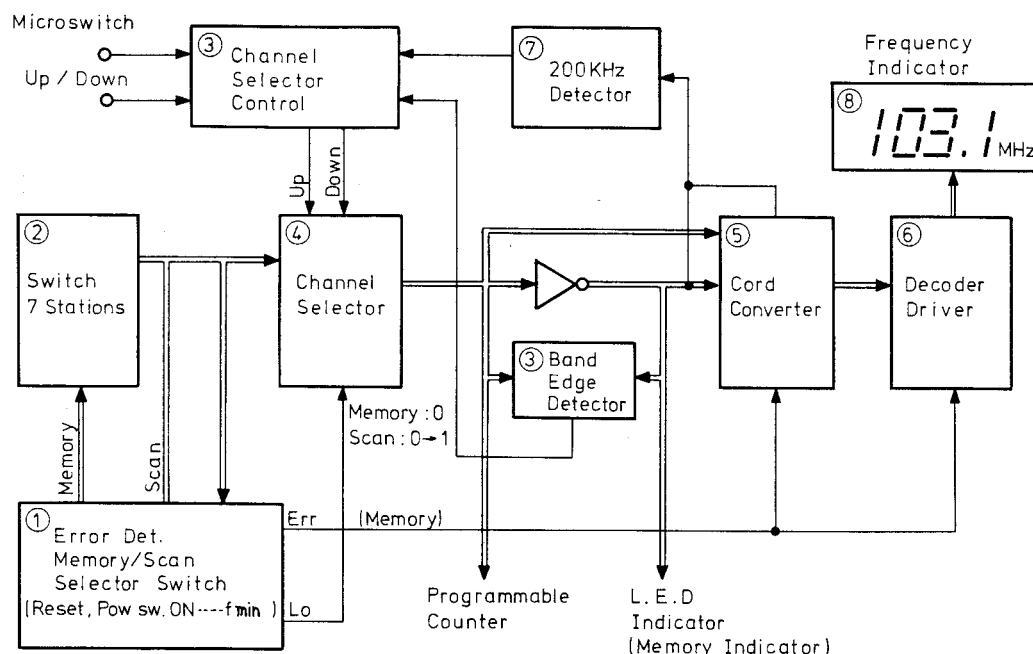 Microswitch
Up / Down
③ Channel
Selector
Control
⑦ 200KHz
Detector
Frequency
Indicator
⑧ 103.1 MHz
Up
Down
②
Switch
7 Stations
④
Channel
Selector
⑤
Cord
Converter
⑥
Decoder
Driver
③ Band
Edge
Detector
Memory : 0
Scan : 0→1
Memory
Scan
① Error Det.
Memory/Scan
Selector Switch
(Reset, Pow sw. ON----fmin )
Err (Memory)
Lo
Programmable
Counter
L.E.D
Indicator
(Memory Indicator)